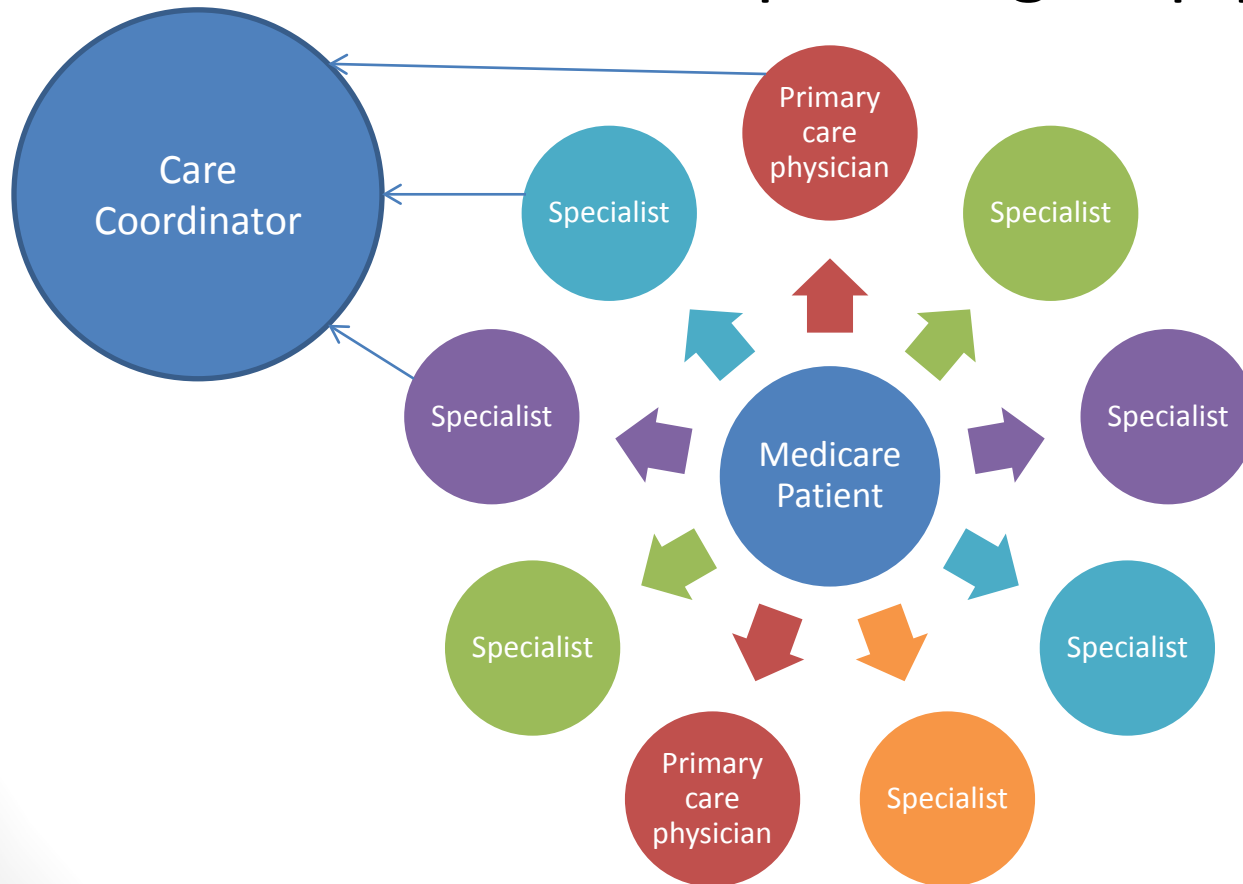 Primary
care
physician
Care
Coordinator
Specialist
Specialist
Specialist
Specialist
Medicare
Patient
Specialist
Specialist
Primary
care
physician
Specialist